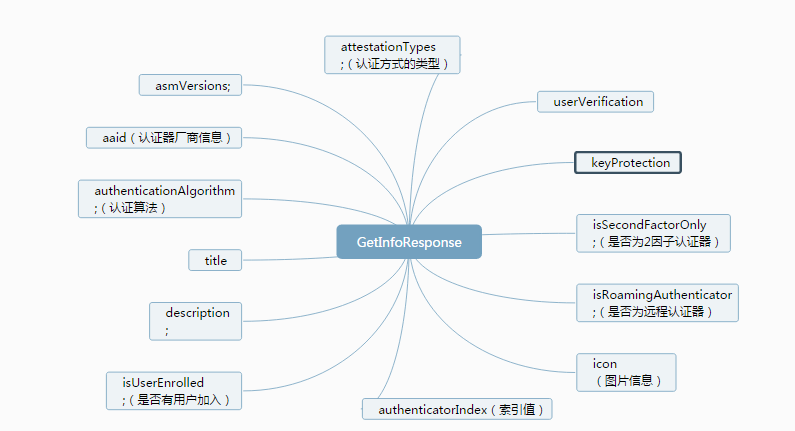 attestationTypes
;（认证方式的类型）
asmVersions;
userVerification
aaid（认证器厂商信息）
keyProtection
authenticationAlgorithm
;（认证算法）
isSecondFactorOnly
;（是否为2因子认证器）
GetInfoResponse
title
isRoamingAuthenticator
;（是否为远程认证器）
description
;
icon
（图片信息）
isUserEnrolled
;（是否有用户加入）
authenticatorIndex（索引值）